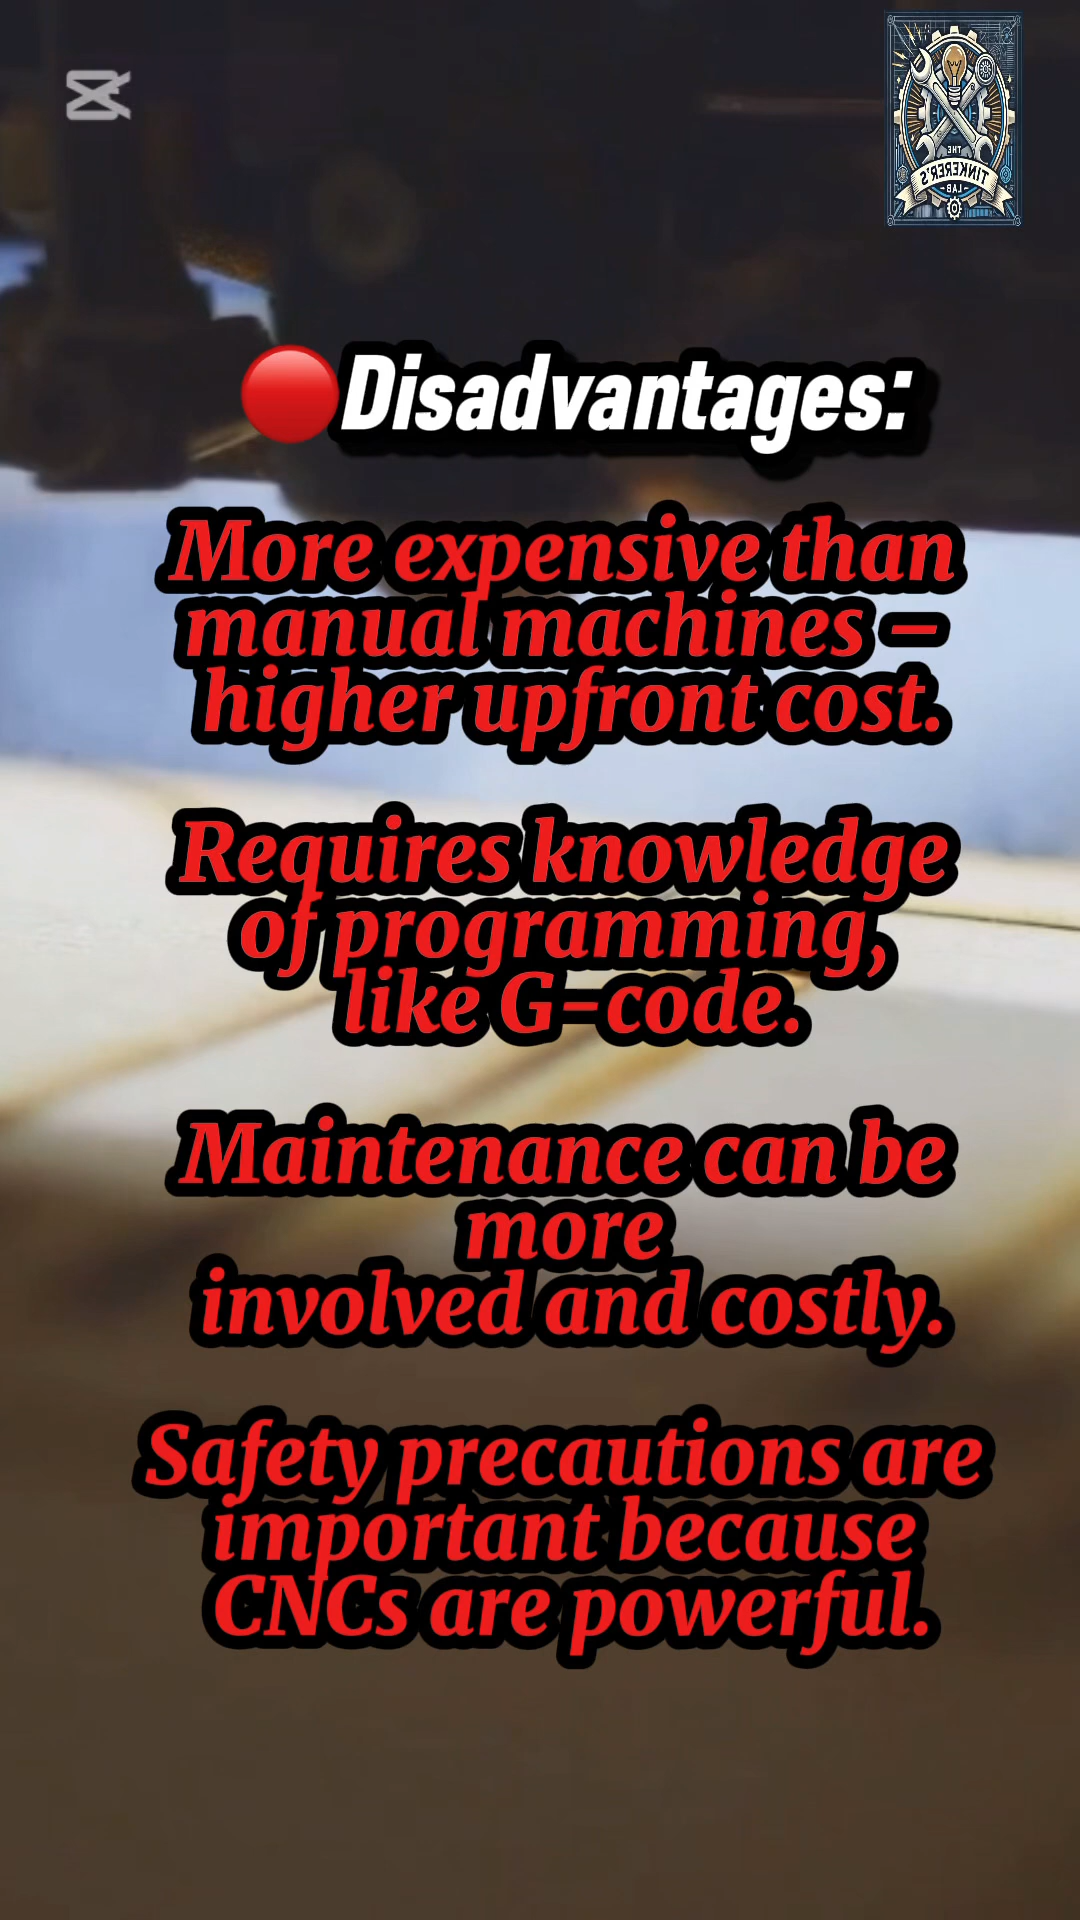 THE
TINKERER'S
LAB
🔴Disadvantages:
More expensive than
manual machines –
higher upfront cost.
Requires knowledge
of programming,
like G-code.
Maintenance can be
more
involved and costly.
Safety precautions are
important because
CNCs are powerful.